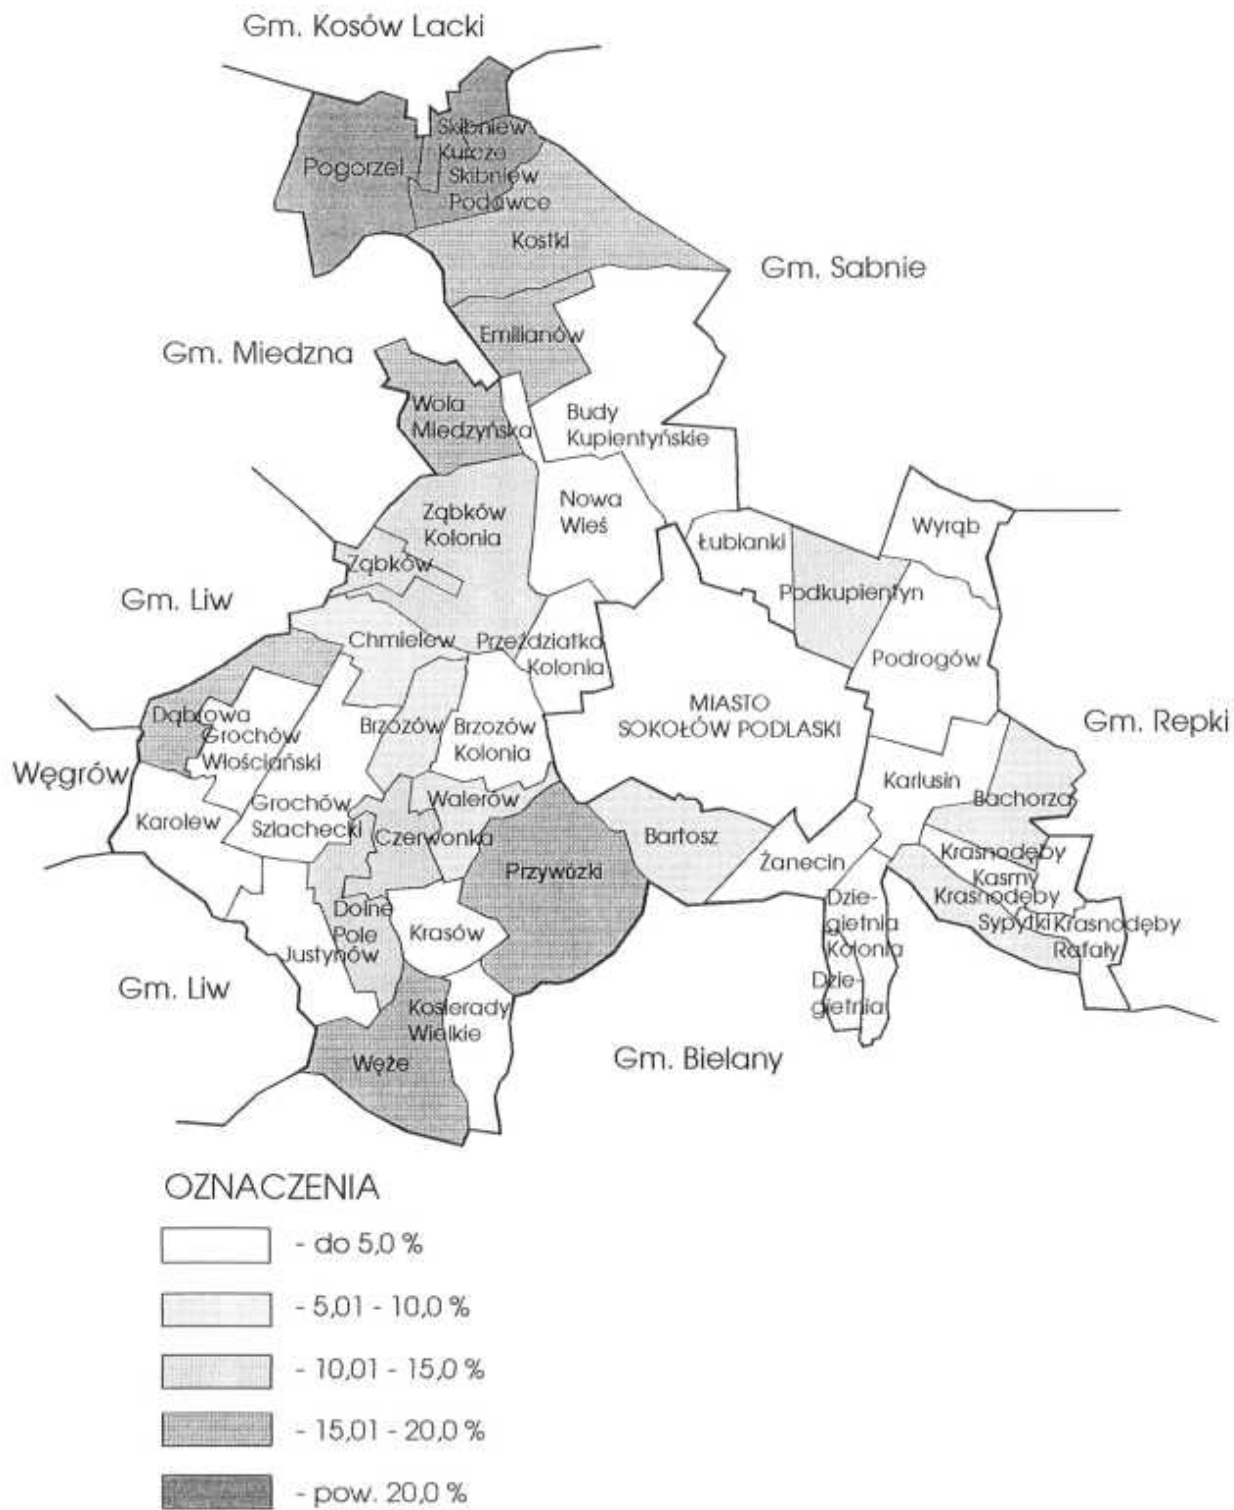 Gm. Kosów Lacki
Skibniew
Kurcze
Pogorzel
Skibniew
Podawce
Kostki
Gm. Sabnie
Emilianów
Gm. Miedzna
Wola
Miedzyńska
Budy
Kupientyńskie
Ząbków
Kolonia
Nowa
Wieś
Wyrąb
Łubianki
Ząbków
Podkupientyn
Gm. Liw
Chmielew
Przeździatka
Kolonia
Podrogów
Dąbrowa
Grochów
Włościański
Brzozów
Brzozów
Kolonia
MIASTO
SOKOŁÓW PODLASKI
Gm. Repki
Węgrów
Karlusin
Bachorza
Grochów
Szlachecki
Walerów
Karolew
Czerwonka
Bartosz
Żanecin
Krasnodęby
Kasmy
Przywózki
Krasnodęby
Sypytki
Krasnodęby
Rafały
Dolne
Pole
Krasów
Dzie-
gietnia
Kolonia
Justynów
Dzie-
gietnia
Gm. Liw
Kosierady
Wielkie
Węże
Gm. Bielany
OZNACZENIA
- do 5,0 %
- 5,01 - 10,0 %
- 10,01 - 15,0 %
- 15,01 - 20,0 %
- pow. 20,0 %